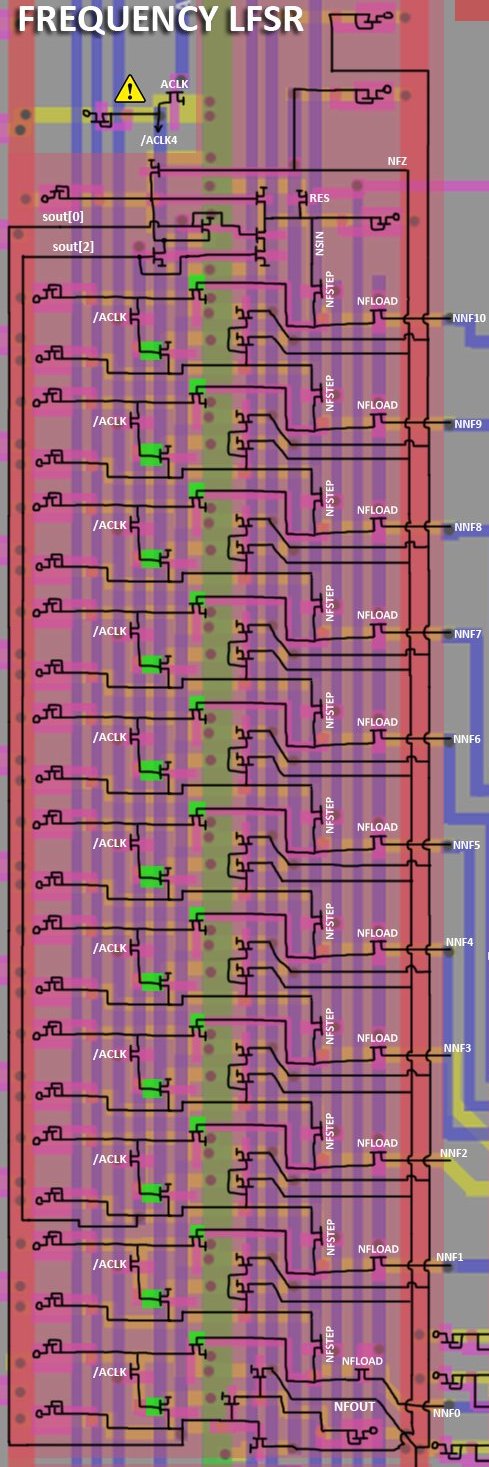 FREQUENCY LFSR
ACLK
/ACLK4
NFZ
RES
sout[0]
NSIN
sout[2]
NFSTEP
NFLOAD
/ACLK
NNF10
NFSTEP
NFLOAD
/ACLK
NNF9
NFSTEP
NFLOAD
/ACLK
NNF8
NFSTEP
NFLOAD
/ACLK
NNF7
NFSTEP
NFLOAD
/ACLK
NNF6
NFSTEP
NFLOAD
/ACLK
NNF5
NFSTEP
NFLOAD
/ACLK
NNF4
NFSTEP
NFLOAD
/ACLK
NNF3
NFSTEP
NFLOAD
/ACLK
NNF2
NFSTEP
NFLOAD
/ACLK
NNF1
NFSTEP
NFLOAD
/ACLK
NFOUT
NNF0